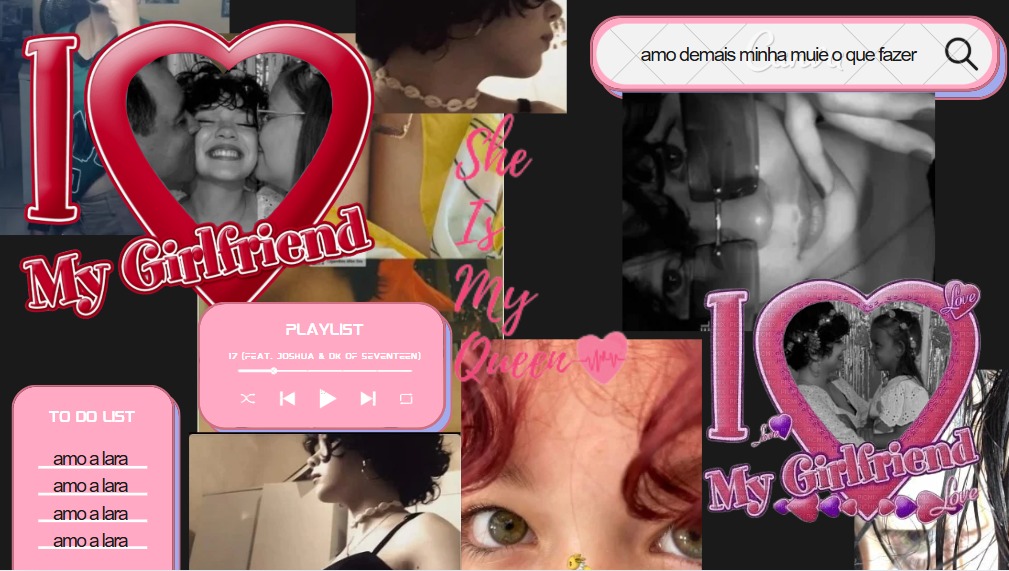 I
My Girlfriend
amo demais minha muie o que fazer
She
Is
My
Queen
PLAYLIST
17 (FEAT. JOSHUA & DK OF SEVENTEEN)
TO DO LIST
amo a lara
amo a lara
amo a lara
amo a lara
I
Love
Love
My Girlfriend
Love